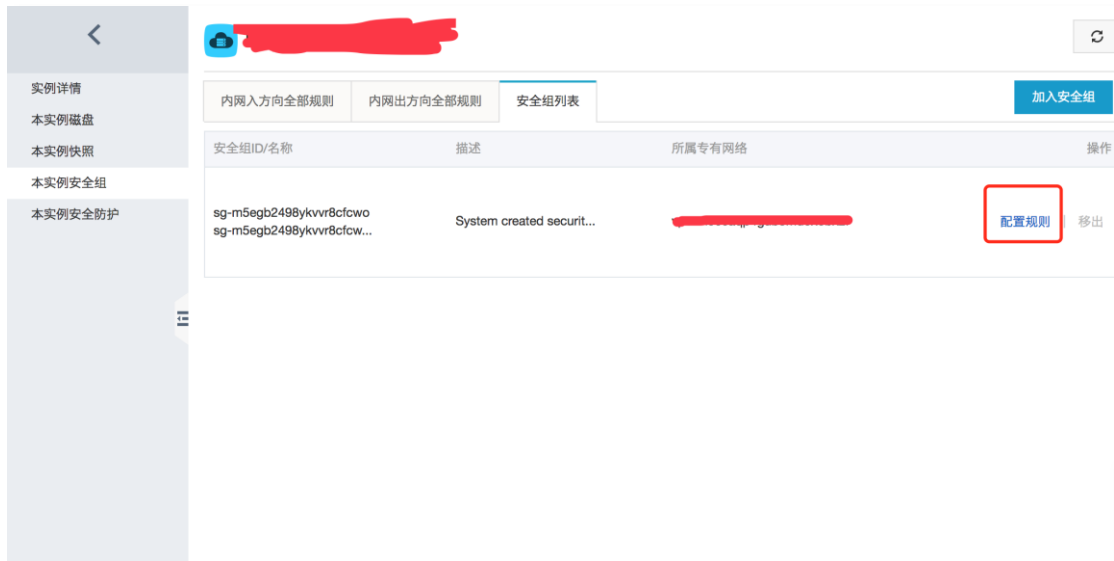 实例详情
本实例磁盘
本实例快照
本实例安全组
本实例安全防护
内网入方向全部规则
内网出方向全部规则
安全组列表
加入安全组
安全组ID/名称
描述
所属专有网络
操作
sg-m5egb2498ykvvr8cfcwo
sg-m5egb2498ykvvr8cfcw...
System created securit...
配置规则
移出